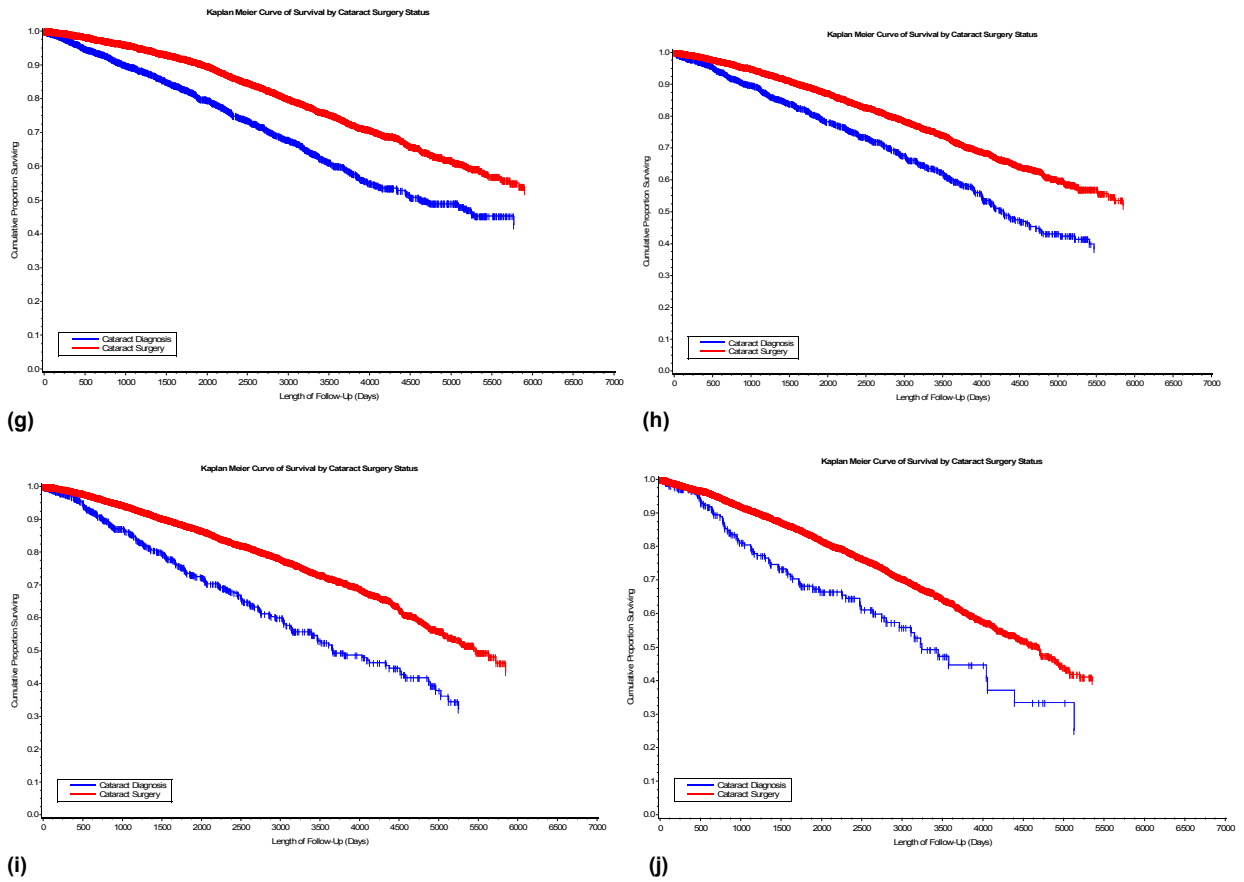 Kaplan Meier Curve of Survival by Cataract Surgery Status
Cumulative Proportion Surviving
1.0
0.9
0.8
0.7
0.6
0.5
0.4
0.3
0.2
0.1
0.0
Cataract Diagnosis
Cataract Surgery
0 500 1000 1500 2000 2500 3000 3500 4000 4500 5000 5500 6000 6500 7000
Length of Follow-Up (Days)
(g)
Kaplan Meier Curve of Survival by Cataract Surgery Status
Cumulative Proportion Surviving
1.0
0.9
0.8
0.7
0.6
0.5
0.4
0.3
0.2
0.1
0.0
Cataract Diagnosis
Cataract Surgery
0 500 1000 1500 2000 2500 3000 3500 4000 4500 5000 5500 6000 6500 7000
Length of Follow-Up (Days)
(h)
Kaplan Meier Curve of Survival by Cataract Surgery Status
Cumulative Proportion Surviving
1.0
0.9
0.8
0.7
0.6
0.5
0.4
0.3
0.2
0.1
0.0
Cataract Diagnosis
Cataract Surgery
0 500 1000 1500 2000 2500 3000 3500 4000 4500 5000 5500 6000 6500 7000
Length of Follow-Up (Days)
(i)
Kaplan Meier Curve of Survival by Cataract Surgery Status
Cumulative Proportion Surviving
1.0
0.9
0.8
0.7
0.6
0.5
0.4
0.3
0.2
0.1
0.0
Cataract Diagnosis
Cataract Surgery
0 500 1000 1500 2000 2500 3000 3500 4000 4500 5000 5500 6000 6500 7000
Length of Follow-Up (Days)
(j)